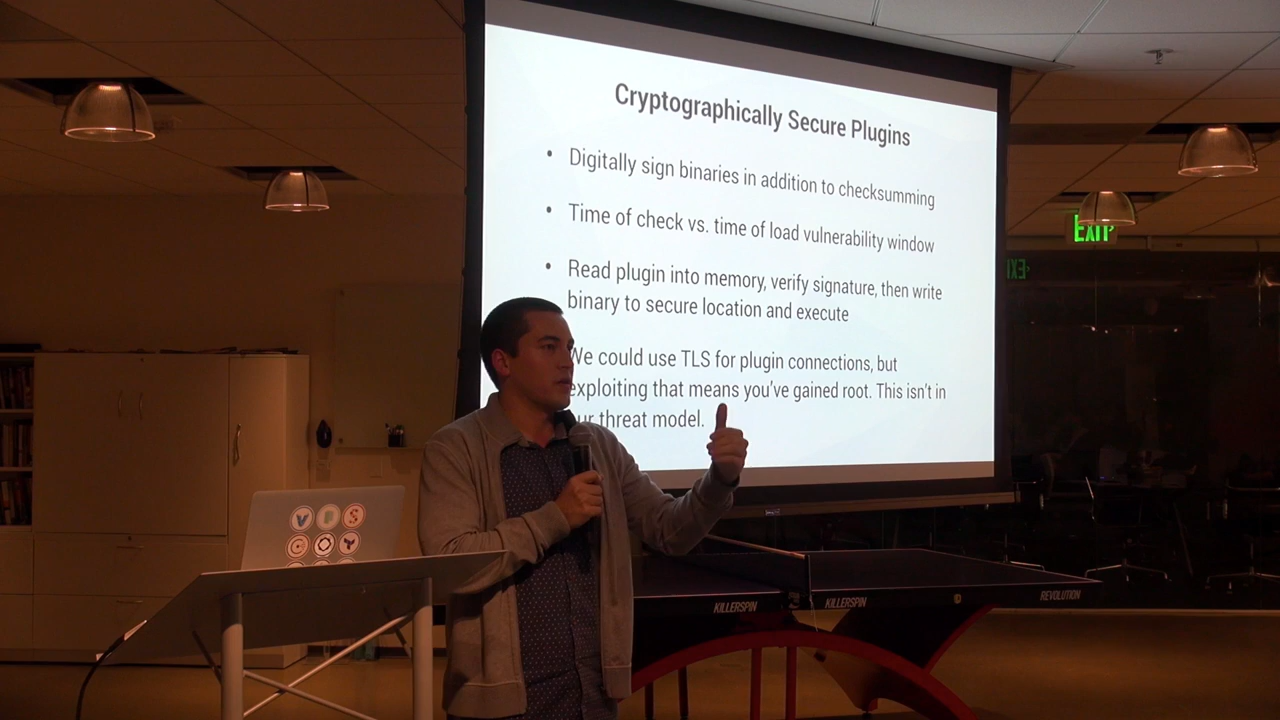 Cryptographically Secure Plugins
• Digitally sign binaries in addition to checksumming
• Time of check vs. time of load vulnerability window
• Read plugin into memory, verify signature, then write
binary to secure location and execute
We could use TLS for plugin connections, but
exploiting that means you've gained root. This isn't in
ur threat model.
EXIT
EXI
V P S
KILLERSPIN
KILLERSPIN
REVOLUTION